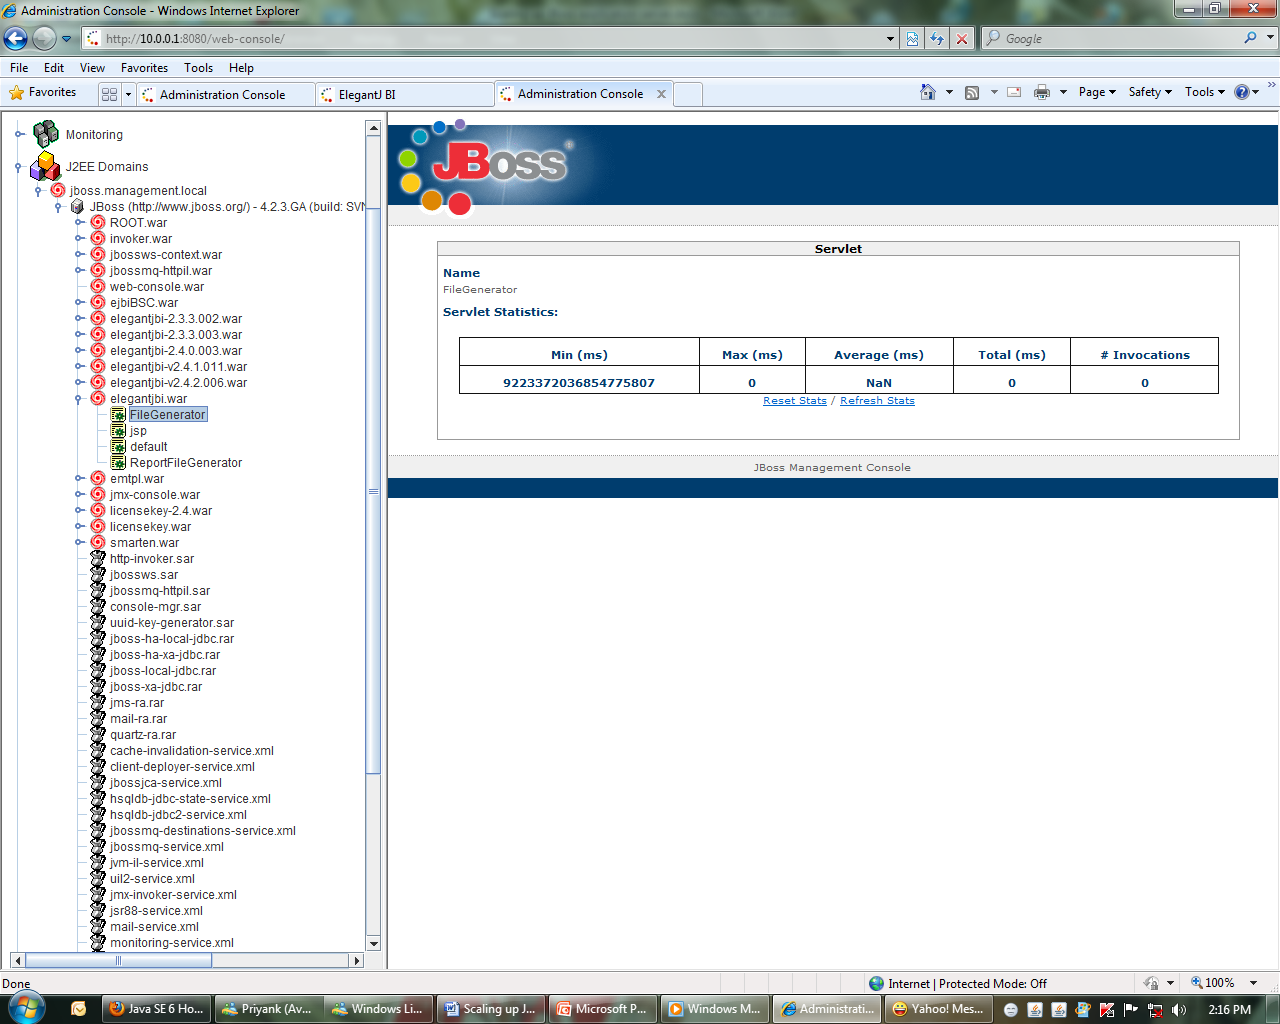 Administration Console - Windows Internet Explorer
http://10.0.0.1:8080/web-console/
Google
File Edit View Favorites Tools Help
Favorites
Administration Console
ElegantJ BI
Administration Console
Page Safety Tools
Monitoring
J2EE Domains
jboss.management.local
JBoss (http://www.jboss.org/) - 4.2.3.GA (build: SVN
ROOT.war
invoker.war
jbossws-context.war
jbossmq-httpil.war
web-console.war
ejbiBSC.war
elegantjbi-2.3.3.002.war
elegantjbi-2.3.3.003.war
elegantjbi-2.4.0.003.war
elegantjbi-v2.4.1.011.war
elegantjbi-v2.4.2.006.war
elegantjbi.war
FileGenerator
jsp
default
ReportFileGenerator
emtpl.war
jmx-console.war
licensekey-2.4.war
licensekey.war
smarten.war
http-invoker.sar
jbossws.sar
jbossmq-httpil.sar
console-mgr.sar
uuid-key-generator.sar
jboss-ha-local-jdbc.rar
jboss-ha-xa-jdbc.rar
jboss-local-jdbc.rar
jboss-xa-jdbc.rar
jms-ra.rar
mail-ra.rar
quartz-ra.rar
cache-invalidation-service.xml
client-deployer-service.xml
jbossjca-service.xml
hsqldb-jdbc-state-service.xml
hsqldb-jdbc2-service.xml
jbossmq-destinations-service.xml
jbossmq-service.xml
jvm-il-service.xml
uil2-service.xml
jmx-invoker-service.xml
jsr88-service.xml
mail-service.xml
monitoring-service.xml
JBoss
Servlet
Name
FileGenerator
Servlet Statistics:
Min (ms) Max (ms) Average (ms) Total (ms) # Invocations
9223372036854775807 0 NaN 0 0
Reset Stats / Refresh Stats
JBoss Management Console
Done
Internet | Protected Mode: Off
100%
Java SE 6 Ho...
Priyank (Av...
Windows Li...
Scaling up J...
Microsoft P...
Windows M...
Administrati...
Yahoo! Mes...
2:16 PM